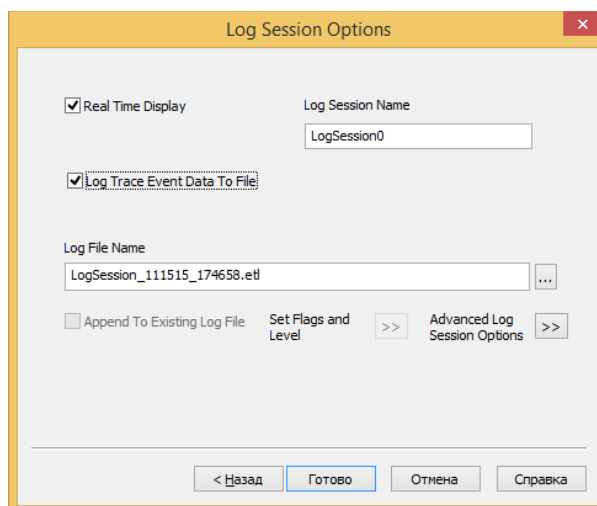 Log Session Options
Real Time Display
Log Session Name
LogSession0
Log Trace Event Data To File
Log File Name
LogSession_111515_174658.etl
...
Append To Existing Log File
Set Flags and
Level
>>
Advanced Log
Session Options
>>
< Назад
Готово
Отмена
Справка